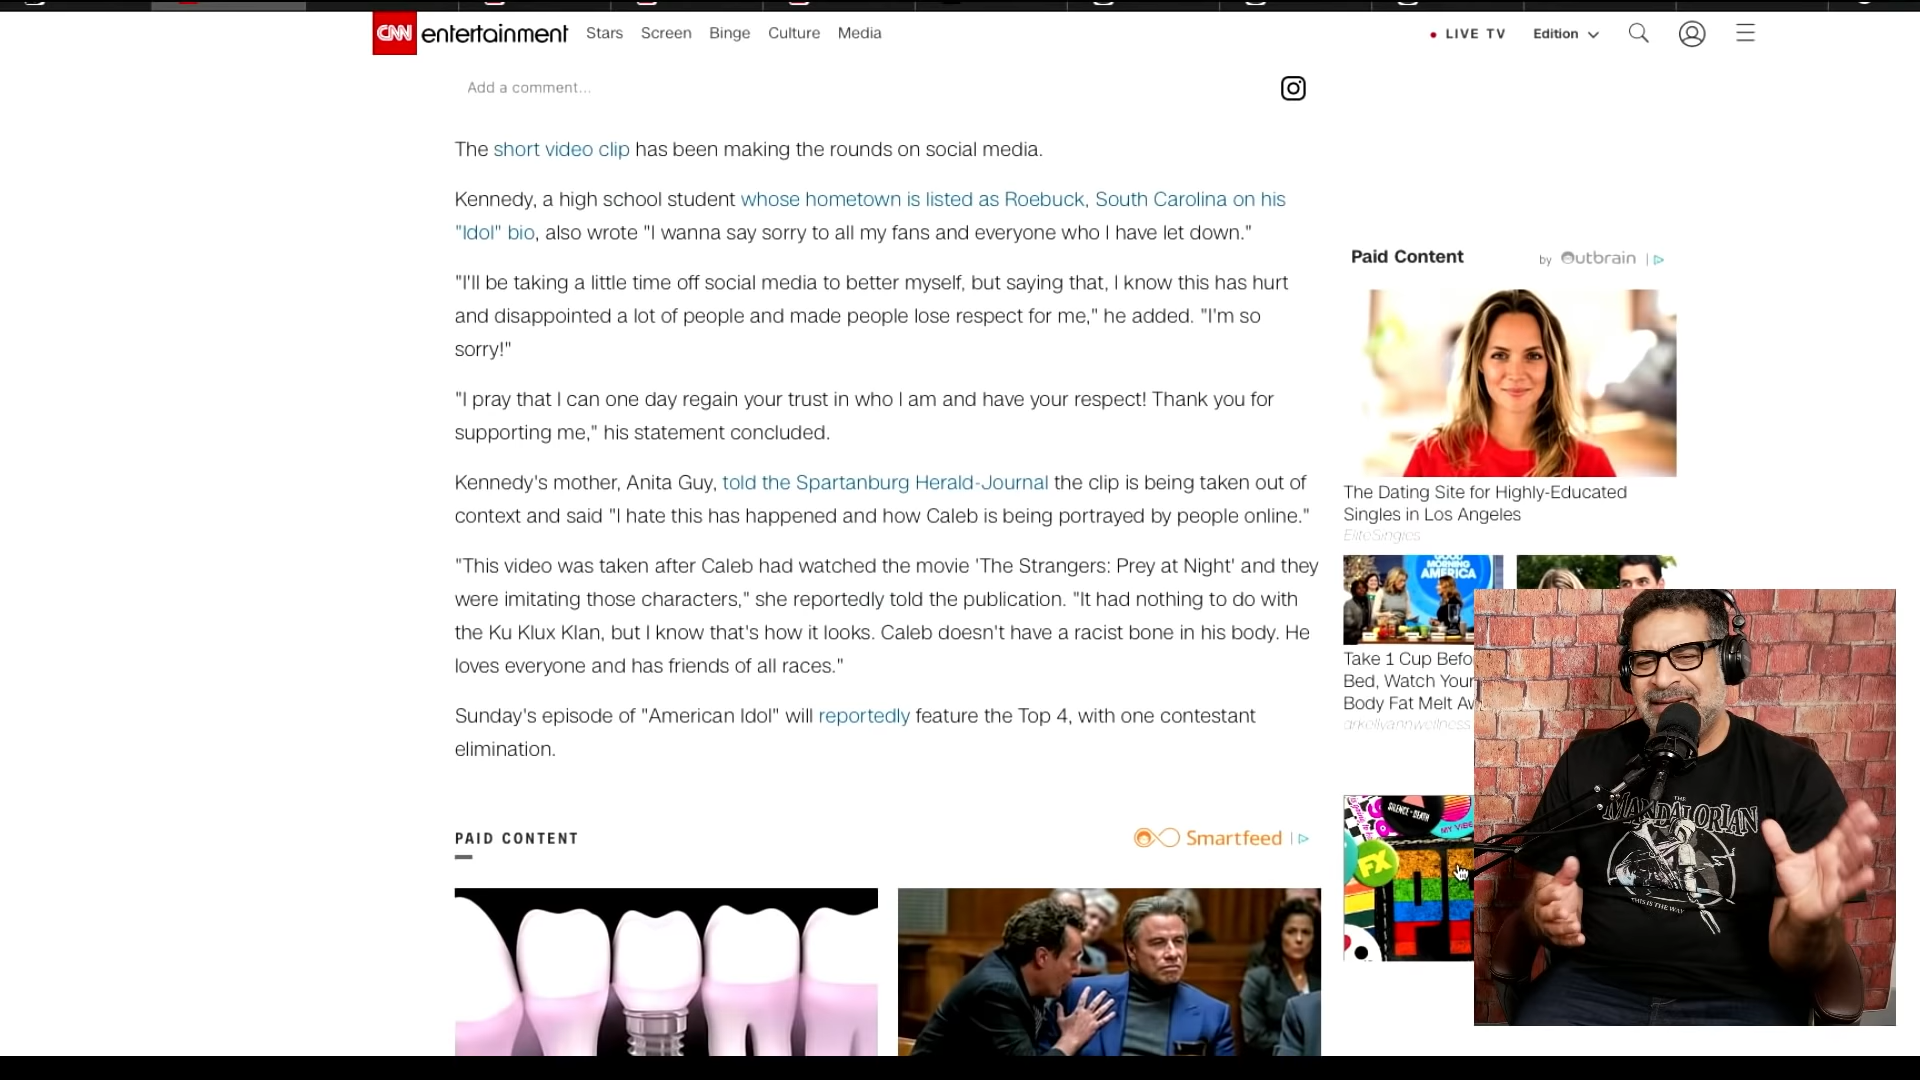 CNN entertainment Stars Screen Binge Culture Media LIVE TV Edition
Add a comment...
The short video clip has been making the rounds on social media.
Kennedy, a high school student whose hometown is listed as Roebuck, South Carolina on his
"Idol" bio, also wrote "I wanna say sorry to all my fans and everyone who I have let down."
"I'll be taking a little time off social media to better myself, but saying that, I know this has hurt
and disappointed a lot of people and made people lose respect for me," he added. "I'm so
sorry!"
"I pray that I can one day regain your trust in who I am and have your respect! Thank you for
supporting me," his statement concluded.
Kennedy's mother, Anita Guy, told the Spartanburg Herald-Journal the clip is being taken out of
context and said "I hate this has happened and how Caleb is being portrayed by people online."
"This video was taken after Caleb had watched the movie 'The Strangers: Prey at Night' and they
were imitating those characters," she reportedly told the publication. "It had nothing to do with
the Ku Klux Klan, but I know that's how it looks. Caleb doesn't have a racist bone in his body. He
loves everyone and has friends of all races."
Sunday's episode of "American Idol" will reportedly feature the Top 4, with one contestant
elimination.
PAID CONTENT
Smartfeed
Paid Content by Outbrain
The Dating Site for Highly-Educated
Singles in Los Angeles
EliteSingles
GOOD
MORNING
AMERICA
Take 1 Cup Befo
Bed, Watch Your
Body Fat Melt Aw
arkellyannwellness
SILENCE=DEATH
MY VIBE
FX
THE
MANDALORIAN
THIS IS THE WAY